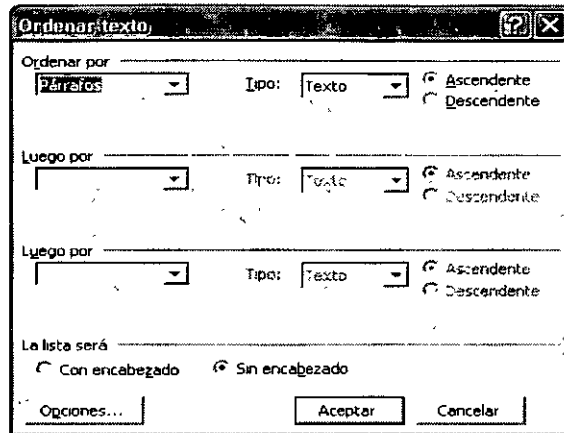 Ordenar texto
Ordenar por
Párrafos Tipo: Texto Ascendente
Descendente
Luego por
Tipo: Texto Ascendente
Descendente
Luego por
Tipo: Texto Ascendente
Descendente
La lista será
Con encabezado Sin encabezado
Opciones... Aceptar Cancelar